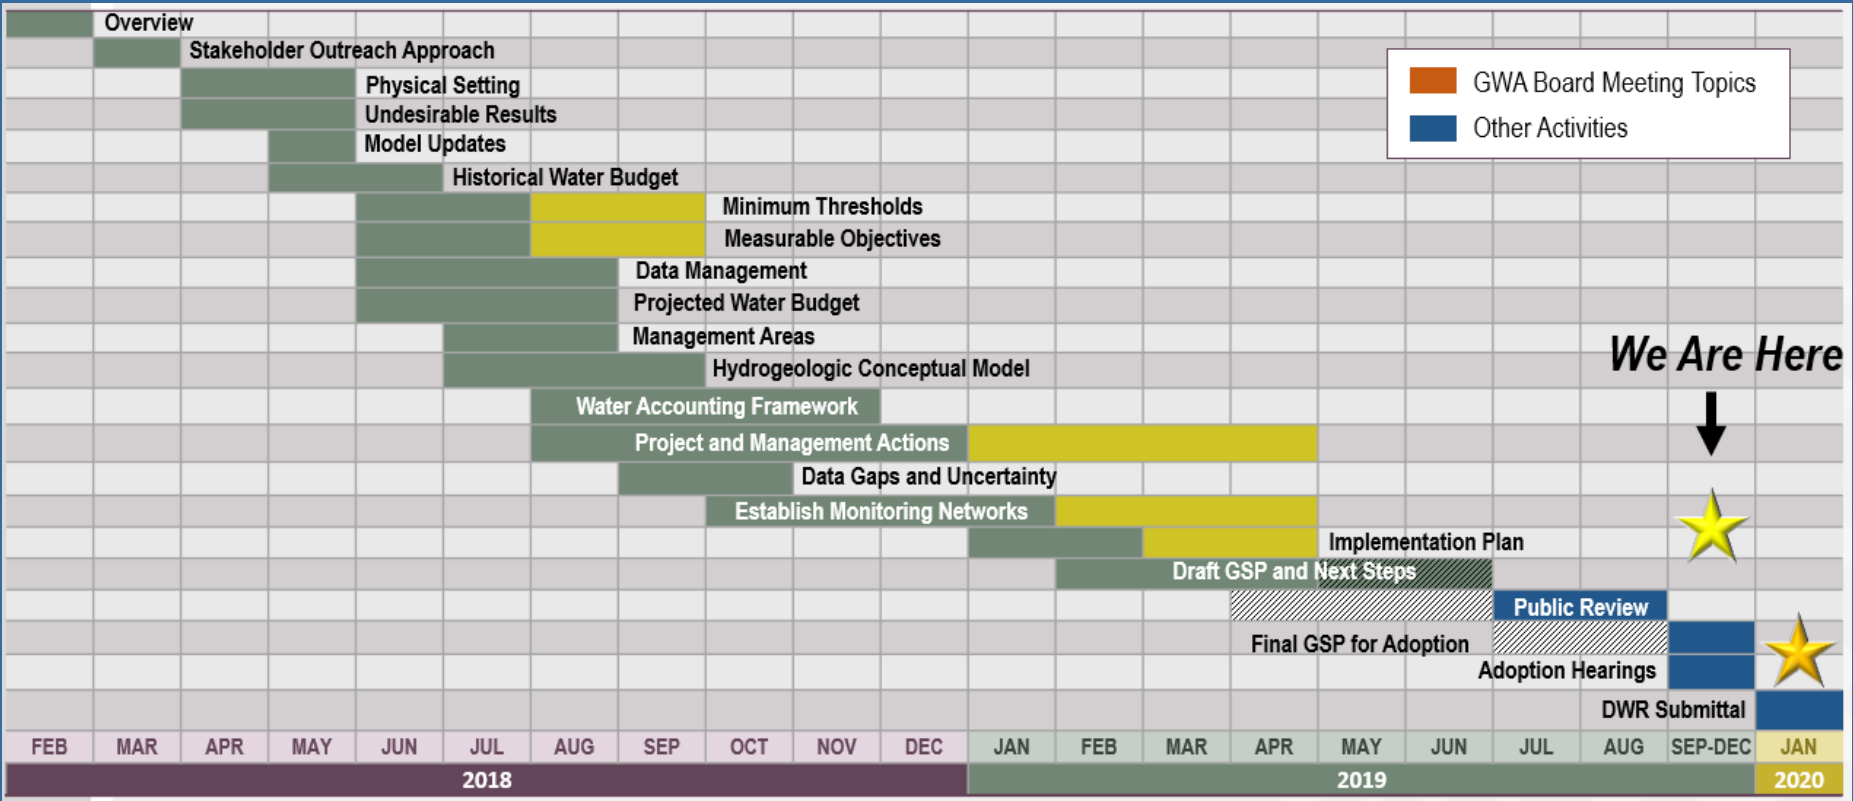 Overview
Stakeholder Outreach Approach
GWA Board Meeting Topics
Other Activities
Physical Setting
Undesirable Results
Model Updates
Historical Water Budget
Minimum Thresholds
Measurable Objectives
Data Management
Projected Water Budget
Management Areas
We Are Here
Hydrogeologic Conceptual Model
Water Accounting Framework
Project and Management Actions
Data Gaps and Uncertainty
Establish Monitoring Networks
Implementation Plan
Draft GSP and Next Steps
Public Review
Final GSP for Adoption
Adoption Hearings
DWR Submittal
FEB MAR APR MAY JUN JUL AUG SEP OCT NOV DEC JAN FEB MAR APR MAY JUN JUL AUG SEP-DEC JAN
2018 2019 2020